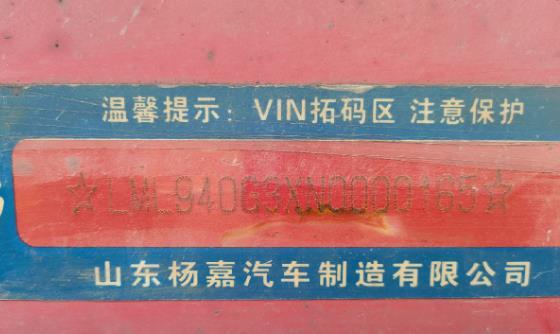 温馨提示：VIN拓码区 注意保护
☆LML940G3XN0000165☆
山东杨嘉汽车制造有限公司